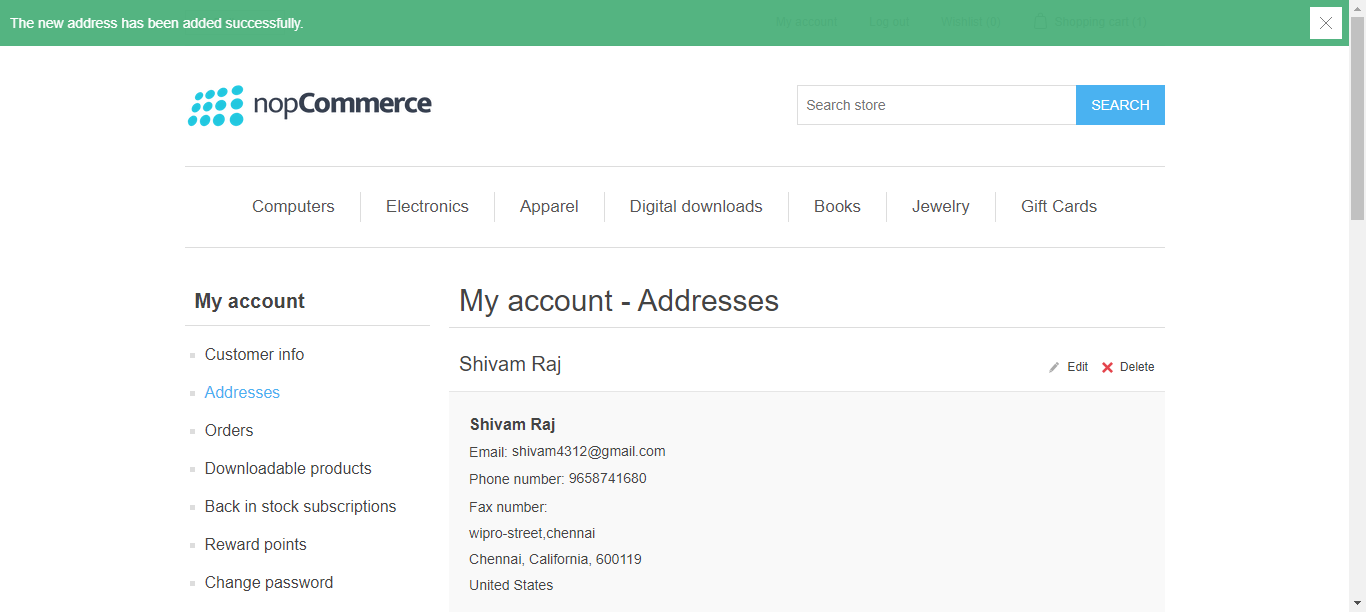 The new address has been added successfully.
My account Log out Wishlist (0) Shopping cart (1)
nopCommerce
Search store SEARCH
Computers Electronics Apparel Digital downloads Books Jewelry Gift Cards
My account
Customer info
Addresses
Orders
Downloadable products
Back in stock subscriptions
Reward points
Change password
My account - Addresses
Shivam Raj Edit Delete
Shivam Raj
Email: shivam4312@gmail.com
Phone number: 9658741680
Fax number:
wipro-street,chennai
Chennai, California, 600119
United States